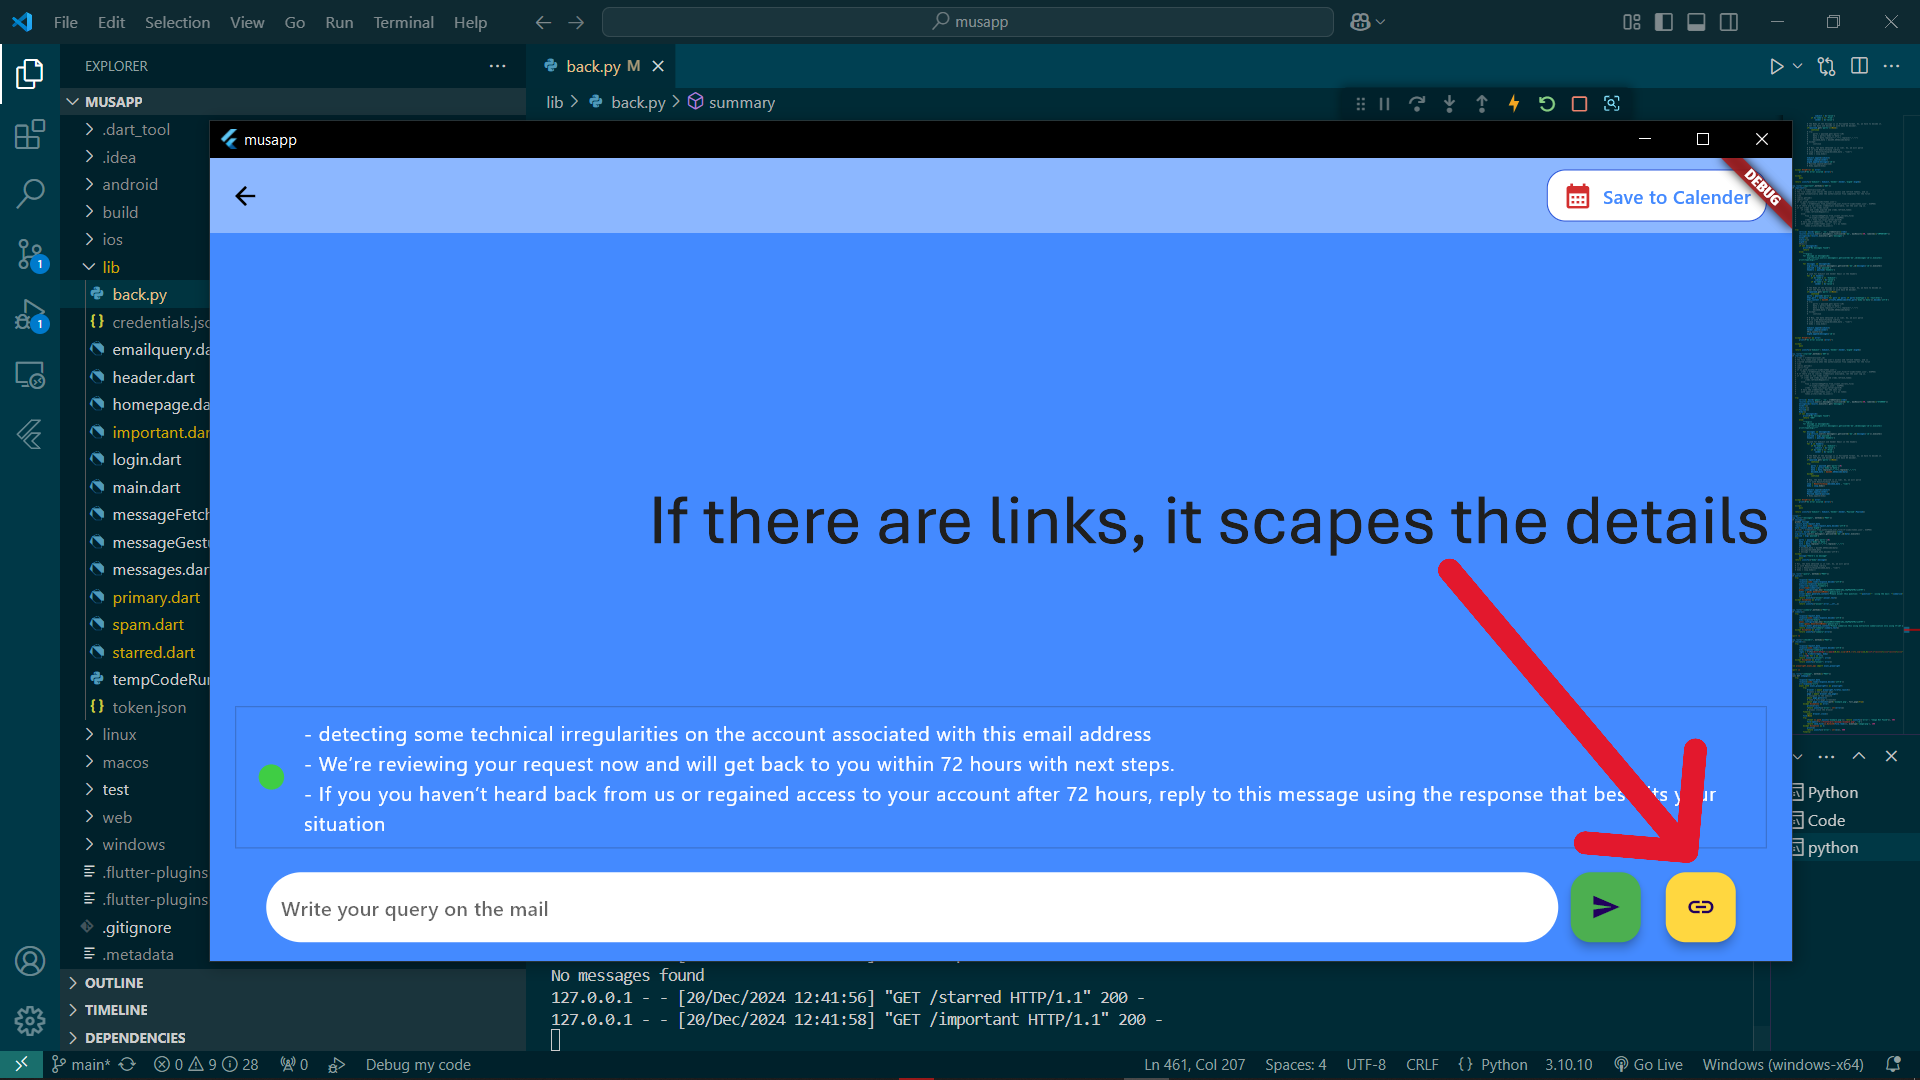 File Edit Selection View Go Run Terminal Help
musapp
EXPLORER
back.py M
MUSAPP
lib
back.py
summary
.dart_tool
.idea
android
build
ios
lib
back.py
credentials.jso
emailquery.da
header.dart
homepage.da
important.dar
login.dart
main.dart
messageFetch
messageGestu
messages.dar
primary.dart
spam.dart
starred.dart
tempCodeRun
token.json
linux
macos
test
web
windows
.flutter-plugins
.flutter-plugins
.gitignore
.metadata
OUTLINE
TIMELINE
DEPENDENCIES
1
1
musapp
Save to Calender
DEBUG
If there are links, it scapes the details
- detecting some technical irregularities on the account associated with this email address
- We’re reviewing your request now and will get back to you within 72 hours with next steps.
- If you you haven’t heard back from us or regained access to your account after 72 hours, reply to this message using the response that
situation
Write your query on the mail
Python
Code
python
No messages found
127.0.0.1 - - [20/Dec/2024 12:41:56] "GET /starred HTTP/1.1" 200 -
127.0.0.1 - - [20/Dec/2024 12:41:58] "GET /important HTTP/1.1" 200 -
main* 0 9 28 0 Debug my code Ln 461, Col 207 Spaces: 4 UTF-8 CRLF {} Python 3.10.10 Go Live Windows (windows-x64)